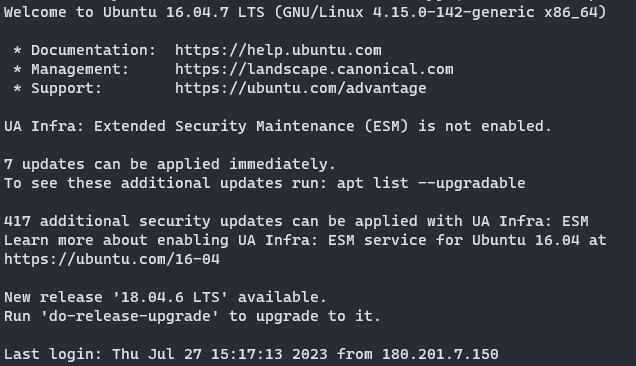 Welcome to Ubuntu 16.04.7 LTS (GNU/Linux 4.15.0-142-generic x86_64)
* Documentation:  https://help.ubuntu.com
* Management:     https://landscape.canonical.com
* Support:        https://ubuntu.com/advantage
UA Infra: Extended Security Maintenance (ESM) is not enabled.
7 updates can be applied immediately.
To see these additional updates run: apt list --upgradable
417 additional security updates can be applied with UA Infra: ESM
Learn more about enabling UA Infra: ESM service for Ubuntu 16.04 at
https://ubuntu.com/16-04
New release '18.04.6 LTS' available.
Run 'do-release-upgrade' to upgrade to it.
Last login: Thu Jul 27 15:17:13 2023 from 180.201.7.150